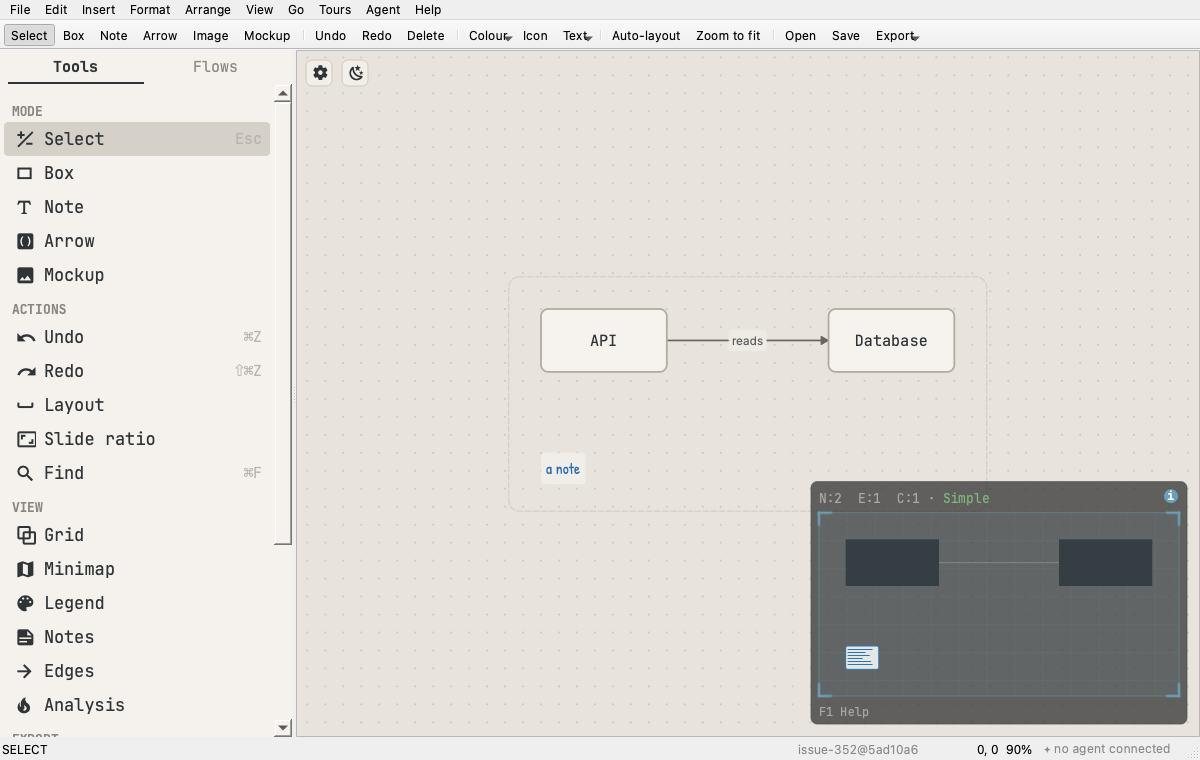 File Edit Insert Format Arrange View Go Tours Agent Help
Select Box Note Arrow Image Mockup Undo Redo Delete Colour Icon Text Auto-layout Zoom to fit Open Save Export
Tools Flows
MODE
Select Esc
Box
Note
Arrow
Mockup
ACTIONS
Undo ⌘Z
Redo ⇧⌘Z
Layout
Slide ratio
Find ⌘F
VIEW
Grid
Minimap
Legend
Notes
Edges
Analysis
EXPORT
API reads Database
a note
N:2 E:1 C:1 · Simple
F1 Help
SELECT issue-352@5ad10a6 0, 0 90% + no agent connected